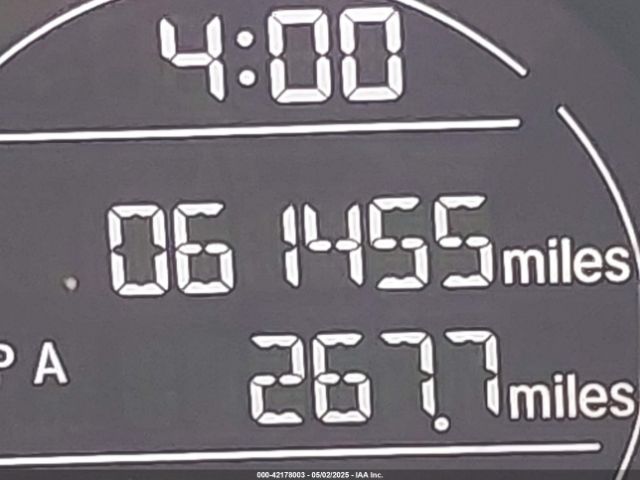 4:00
061455 miles
P A 267.7 miles
000-42178003 - 05/02/2025 - IAA Inc.